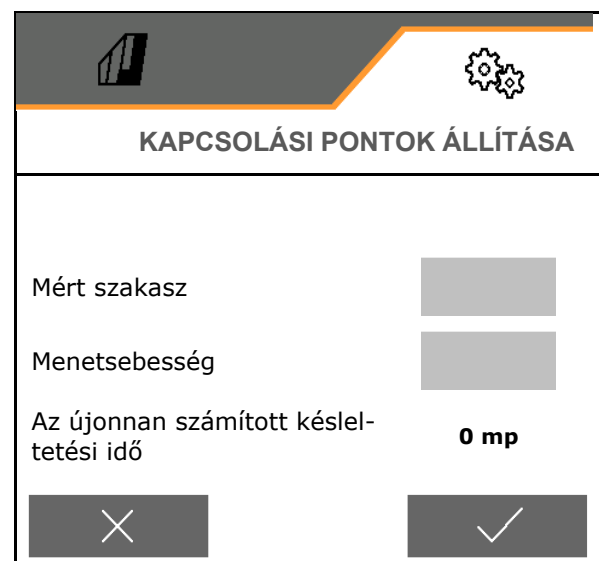 KAPCSOLÁSI PONTOK ÁLLÍTÁSA
Mért szakasz
Menetsebesség
Az újonnan számított késlel-
tetési idő
0 mp